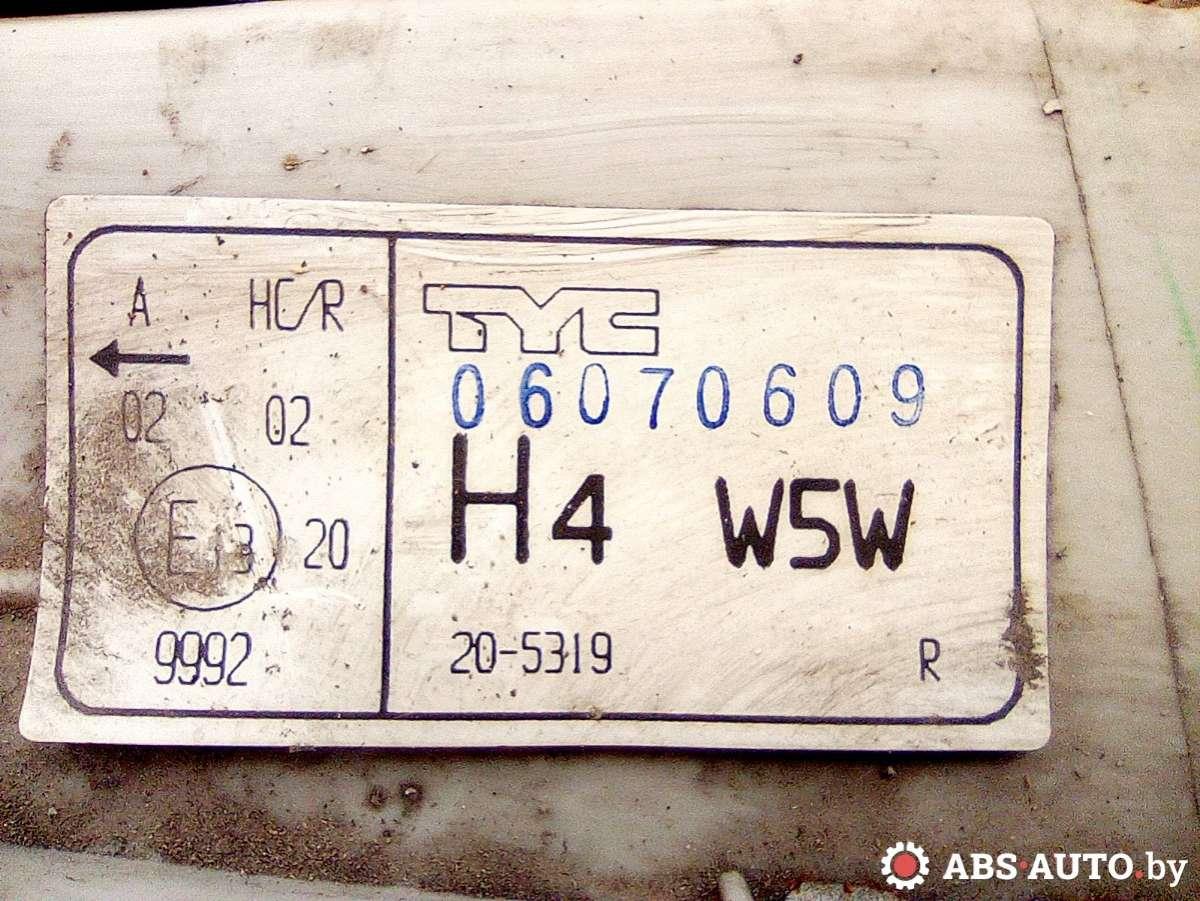 A HC/R
02 02
E13 20
9992
TYC
06070609
H4 W5W
20-5319 R
ABS·AUTO.by